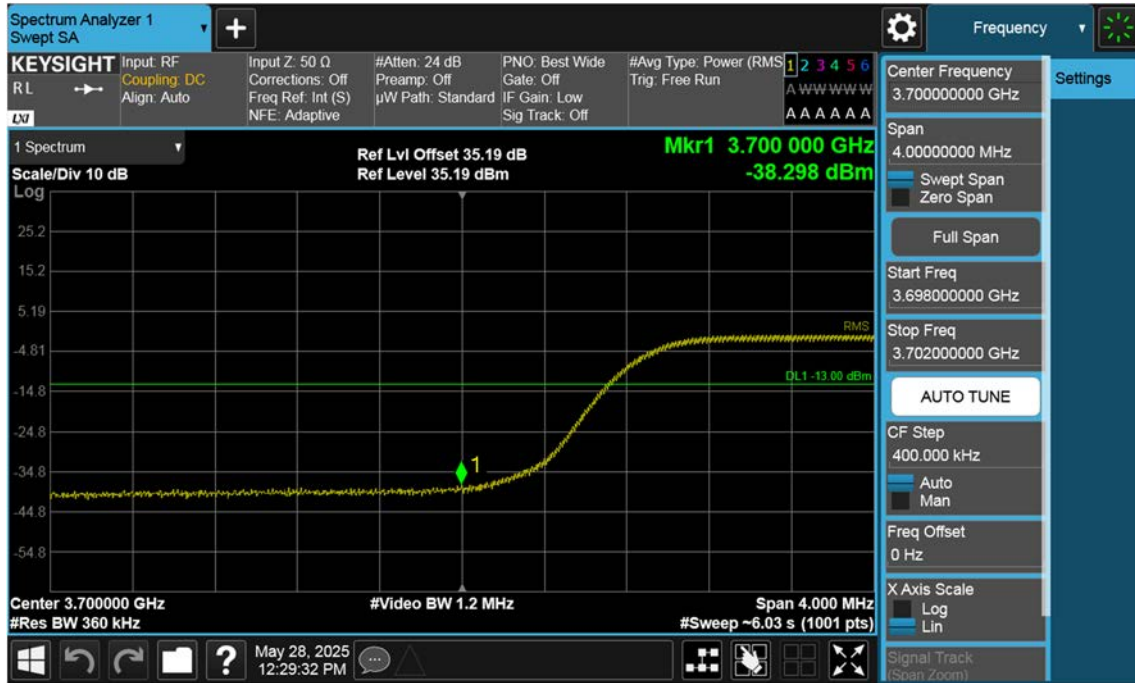 Spectrum Analyzer 1
Swept SA
+
Frequency
KEYSIGHT
RL
LXI
Input: RF
Coupling: DC
Align: Auto
Input Z: 50 Ω
Corrections: Off
Freq Ref: Int (S)
NFE: Adaptive
#Atten: 24 dB
Preamp: Off
µW Path: Standard
PNO: Best Wide
Gate: Off
IF Gain: Low
Sig Track: Off
#Avg Type: Power (RMS
Trig: Free Run
1 2 3 4 5 6
A W W W W W
A A A A A A
1 Spectrum
Scale/Div 10 dB
Log
Ref Lvl Offset 35.19 dB
Ref Level 35.19 dBm
Mkr1 3.700 000 GHz
-38.298 dBm
25.2
15.2
5.19
-4.81
-14.8
-24.8
-34.8
-44.8
-54.8
RMS
DL1 -13.00 dBm
1
Center 3.700000 GHz
#Res BW 360 kHz
#Video BW 1.2 MHz
Span 4.000 MHz
#Sweep ~6.03 s (1001 pts)
Center Frequency
3.700000000 GHz
Settings
Span
4.00000000 MHz
Swept Span
Zero Span
Full Span
Start Freq
3.698000000 GHz
Stop Freq
3.702000000 GHz
AUTO TUNE
CF Step
400.000 kHz
Auto
Man
Freq Offset
0 Hz
X Axis Scale
Log
Lin
Signal Track
(Span Zoom)
?
May 28, 2025
12:29:32 PM